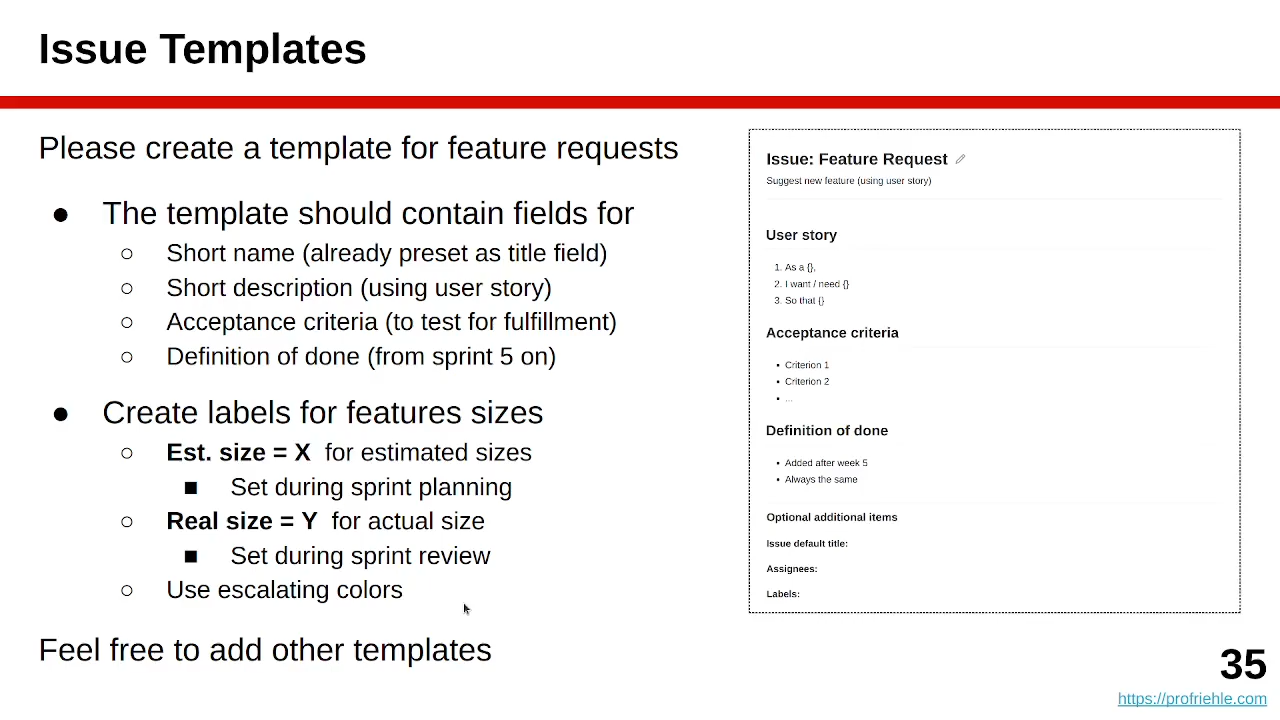 Issue Templates
Please create a template for feature requests
● The template should contain fields for
○ Short name (already preset as title field)
○ Short description (using user story)
○ Acceptance criteria (to test for fulfillment)
○ Definition of done (from sprint 5 on)
● Create labels for features sizes
○ Est. size = X for estimated sizes
■ Set during sprint planning
○ Real size = Y for actual size
■ Set during sprint review
○ Use escalating colors
Feel free to add other templates
Issue: Feature Request
Suggest new feature (using user story)
User story
1. As a {},
2. I want / need {}
3. So that {}
Acceptance criteria
• Criterion 1
• Criterion 2
• ...
Definition of done
• Added after week 5
• Always the same
Optional additional items
Issue default title:
Assignees:
Labels:
35
https://profriehle.com